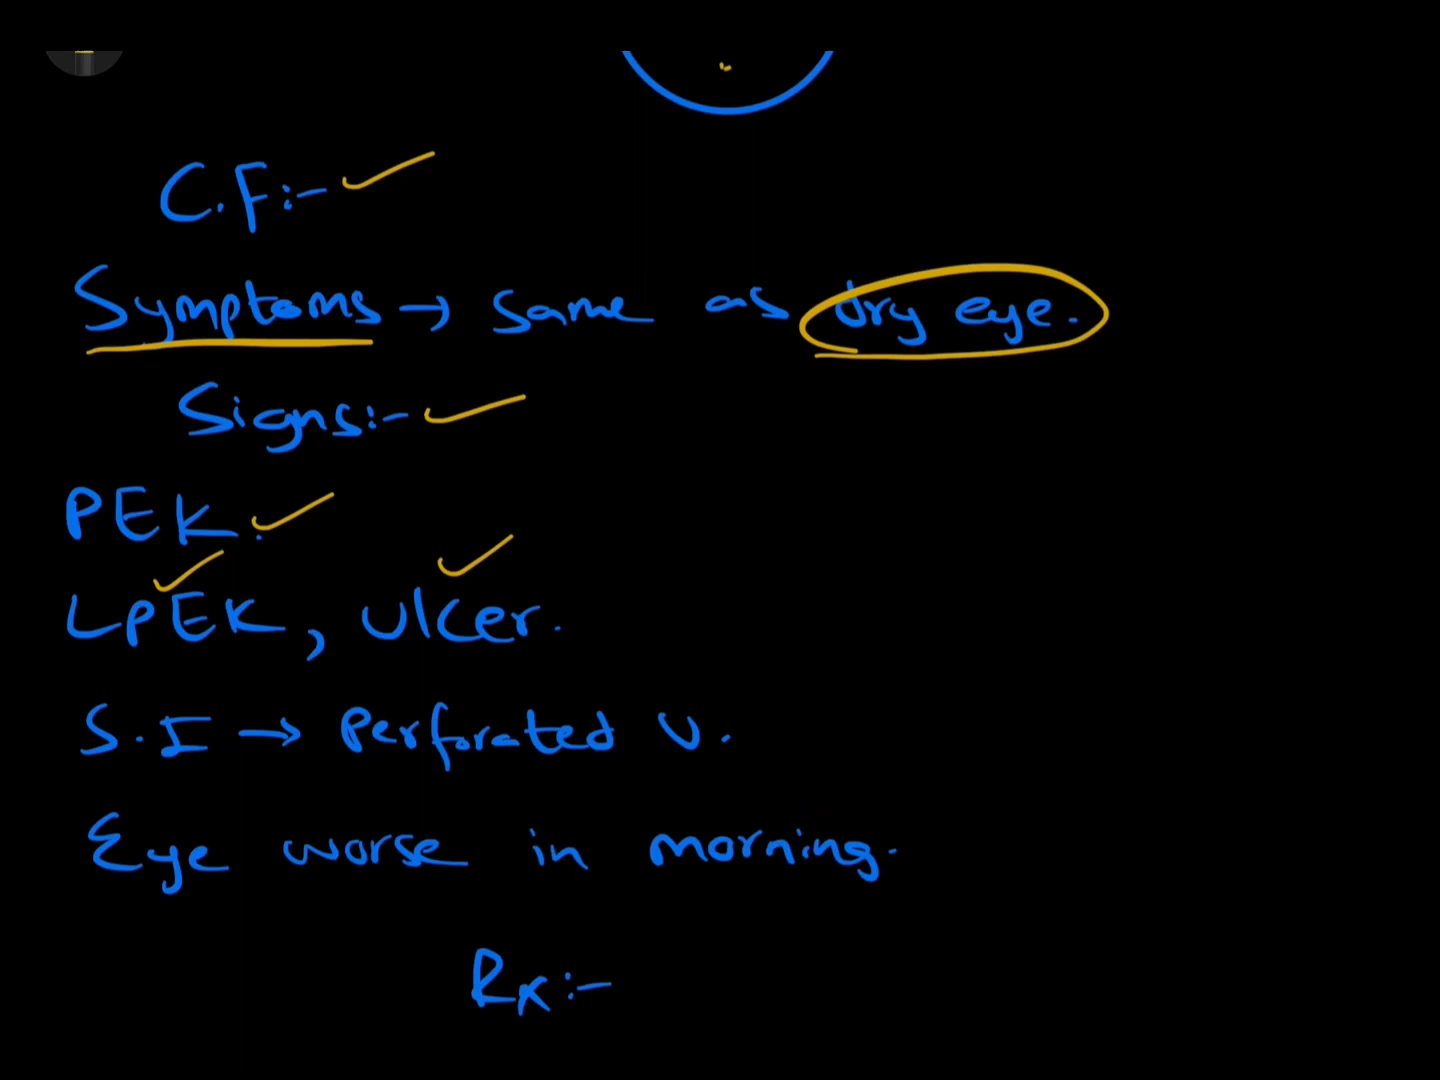 C.F:-
Symptoms → same as dry eye.
Signs:-
PEK.
LPEK, Ulcer.
S.I → Perforated U.
Eye worse in morning.
Rx:-